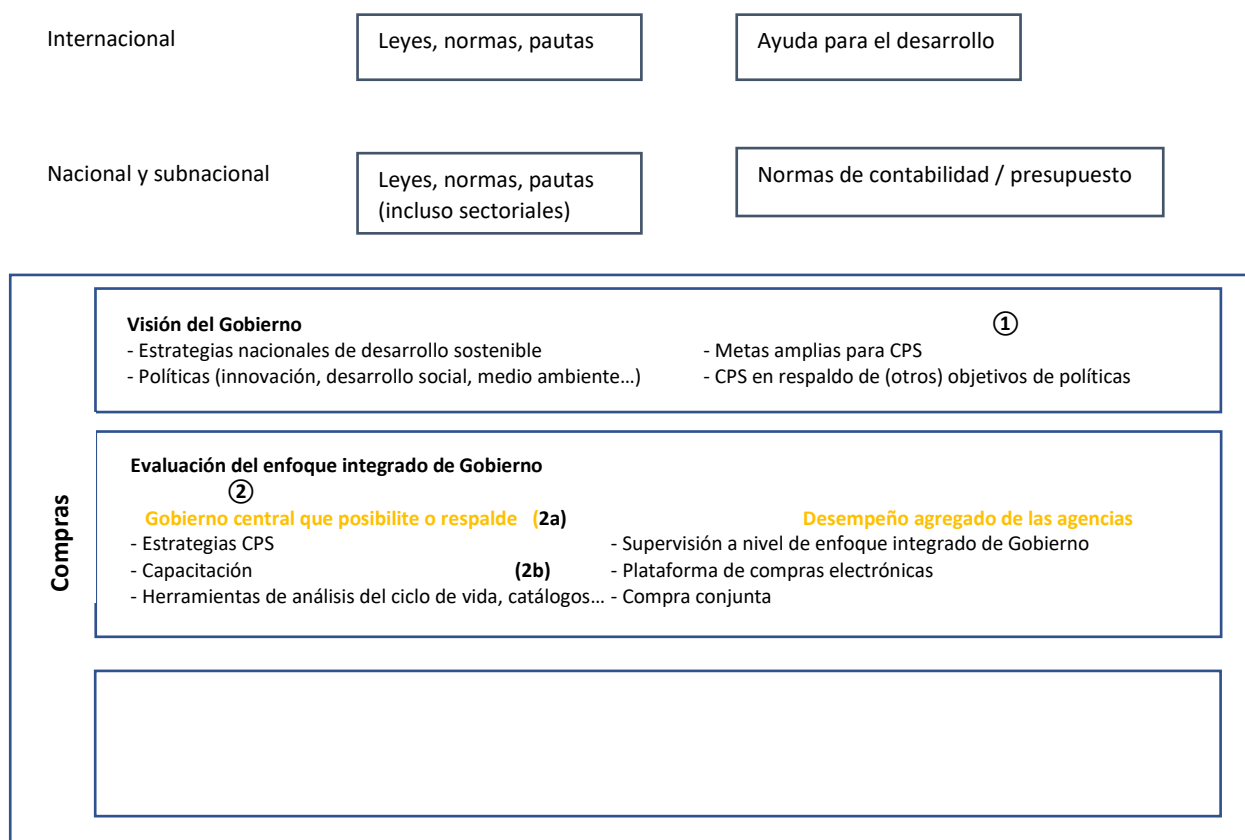 Internacional
Leyes, normas, pautas
Ayuda para el desarrollo
Nacional y subnacional
Leyes, normas, pautas
(incluso sectoriales)
Normas de contabilidad / presupuesto
Compras
Visión del Gobierno
①
- Estrategias nacionales de desarrollo sostenible
- Metas amplias para CPS
- Políticas (innovación, desarrollo social, medio ambiente…)
- CPS en respaldo de (otros) objetivos de políticas
Evaluación del enfoque integrado de Gobierno
②
Gobierno central que posibilite o respalde (2a)
Desempeño agregado de las agencias
- Estrategias CPS
- Supervisión a nivel de enfoque integrado de Gobierno
- Capacitación (2b)
- Plataforma de compras electrónicas
- Herramientas de análisis del ciclo de vida, catálogos…
- Compra conjunta